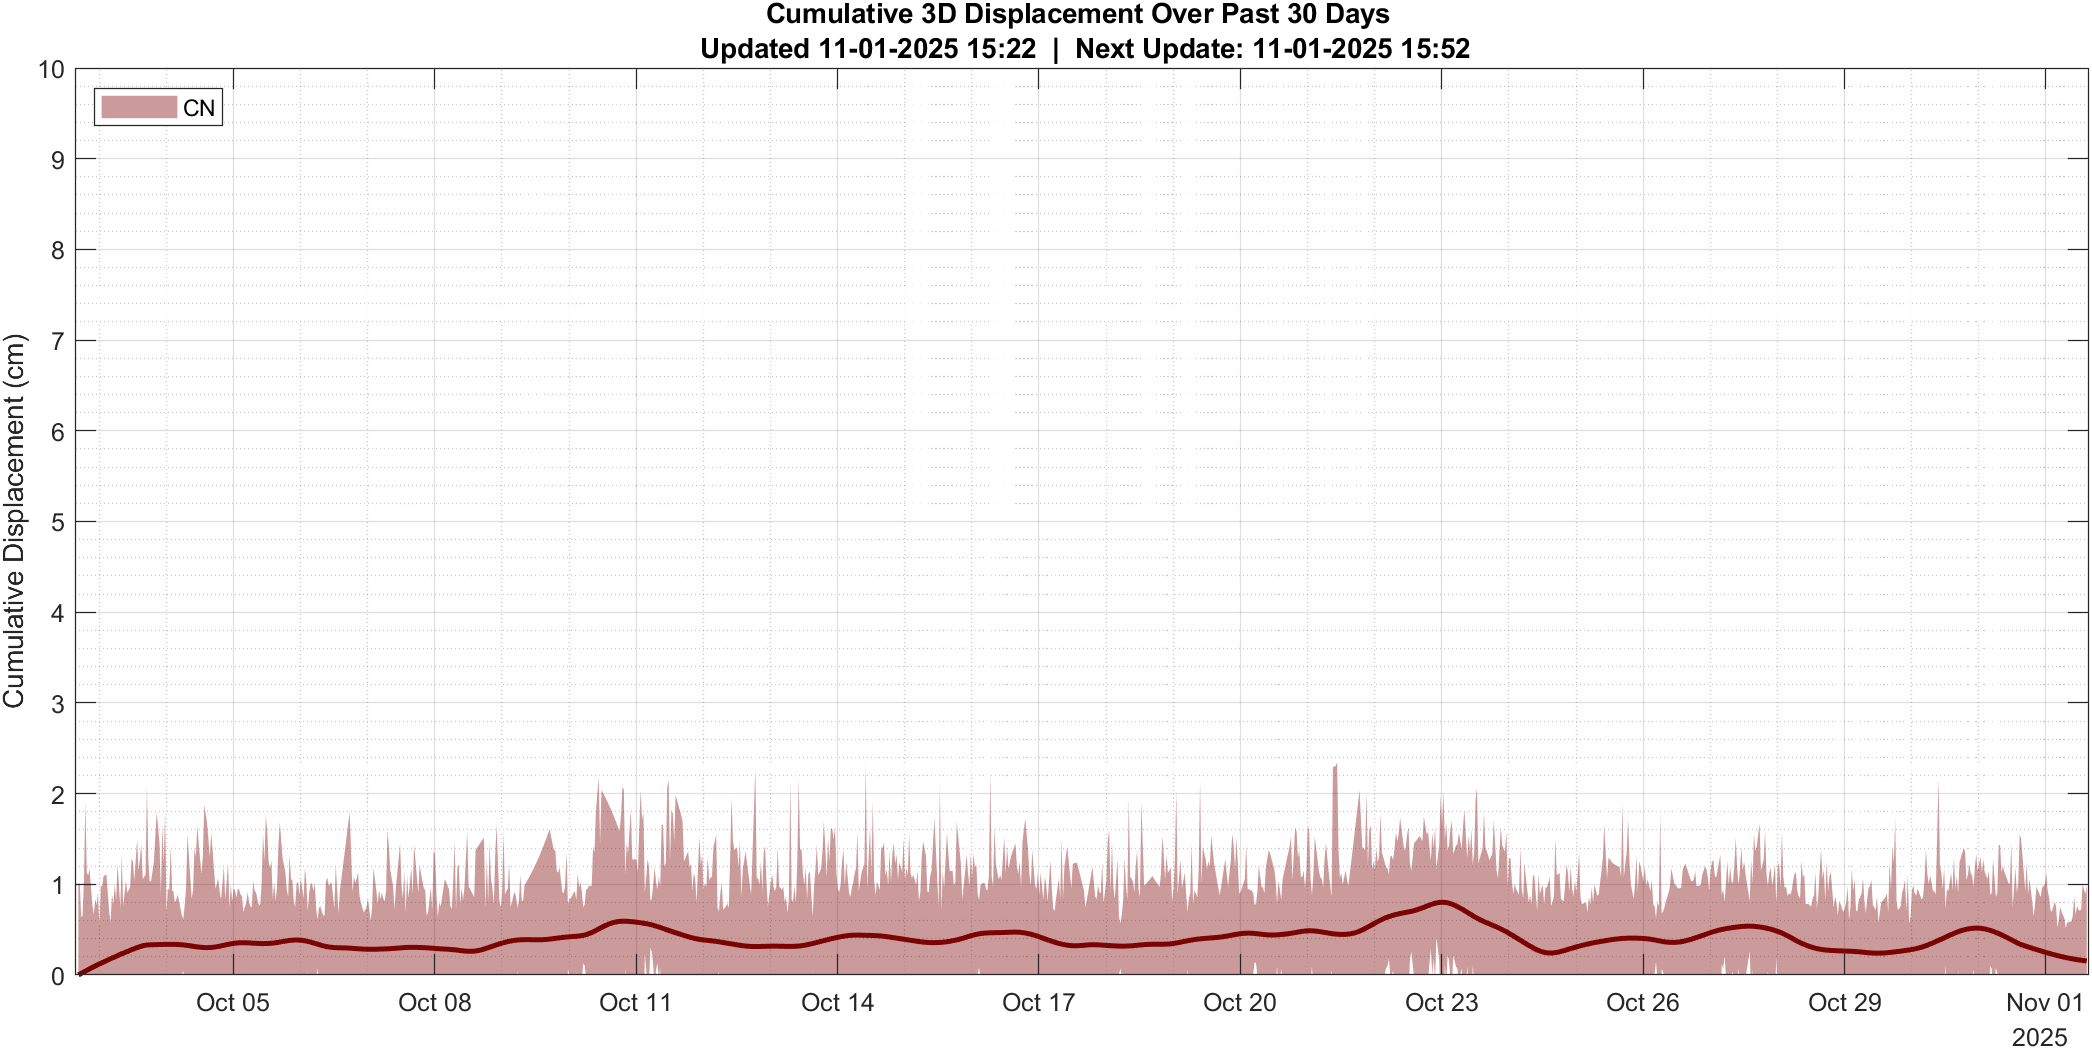 Cumulative 3D Displacement Over Past 30 Days
Updated 11-01-2025 15:22 | Next Update: 11-01-2025 15:52
CN
Cumulative Displacement (cm)
10
9
8
7
6
5
4
3
2
1
0
Oct 05
Oct 08
Oct 11
Oct 14
Oct 17
Oct 20
Oct 23
Oct 26
Oct 29
Nov 01
2025